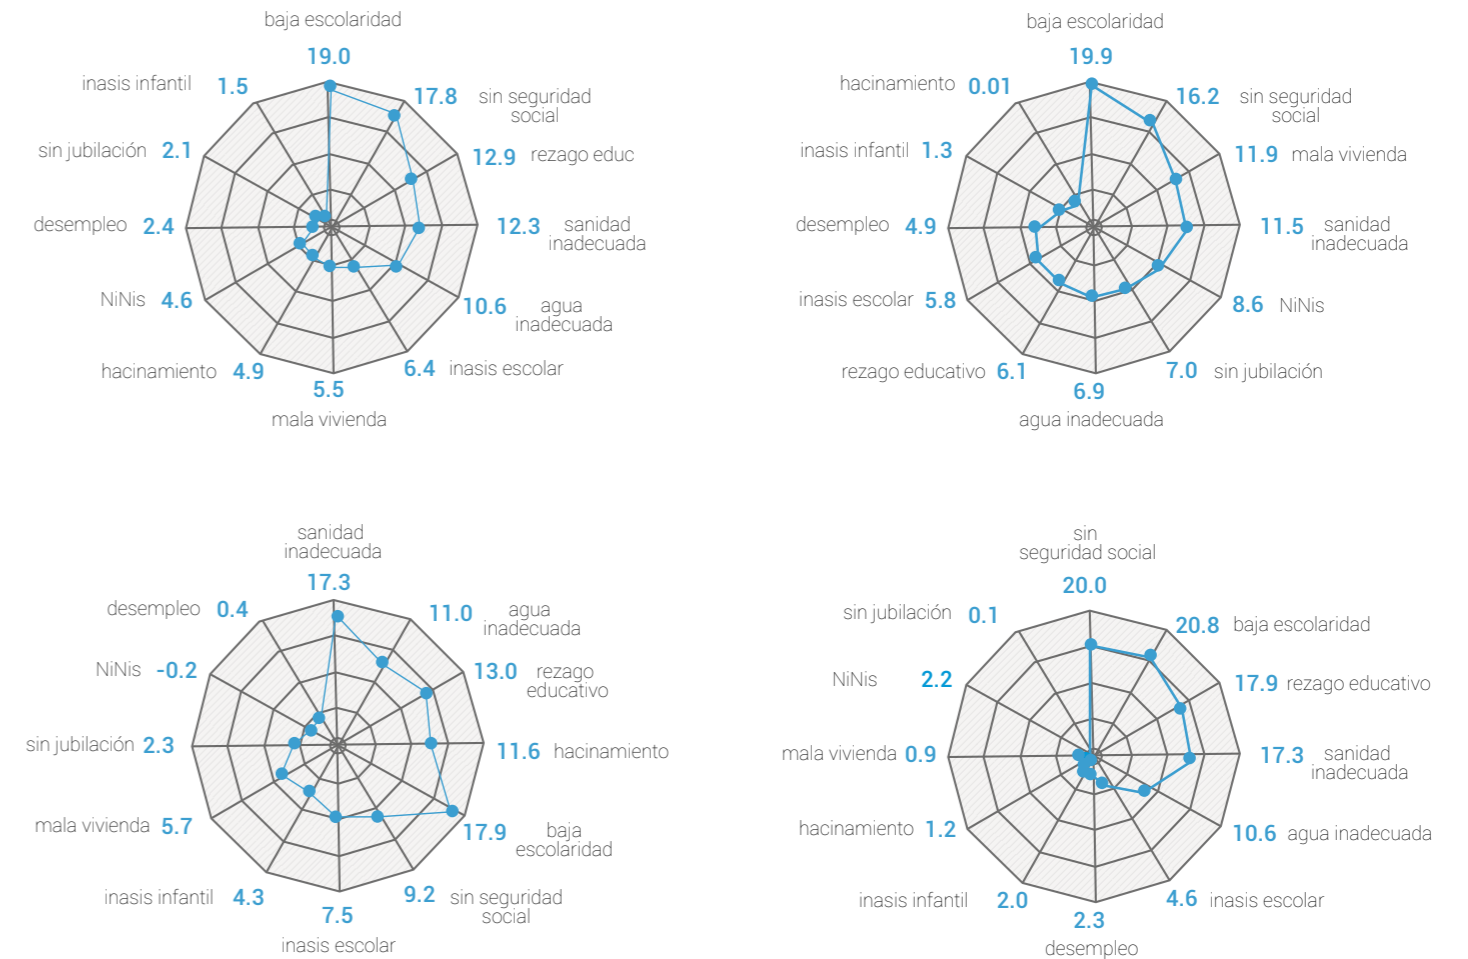 baja escolaridad
19.0
inasis infantil 1.5
17.8 sin seguridad
social
sin jubilación 2.1
12.9 rezago educ
desempleo 2.4
12.3 sanidad
inadecuada
NiNis 4.6
10.6 agua
inadecuada
hacinamiento 4.9
6.4 inasis escolar
5.5
mala vivienda
baja escolaridad
19.9
hacinamiento 0.01
16.2 sin seguridad
social
inasis infantil 1.3
11.9 mala vivienda
desempleo 4.9
11.5 sanidad
inadecuada
inasis escolar 5.8
8.6 NiNis
rezago educativo 6.1
7.0 sin jubilación
6.9
agua inadecuada
sanidad
inadecuada
17.3
desempleo 0.4
11.0 agua
inadecuada
NiNis -0.2
13.0 rezago
educativo
sin jubilación 2.3
11.6 hacinamiento
mala vivienda 5.7
17.9 baja
escolaridad
inasis infantil 4.3
9.2 sin seguridad
social
7.5
inasis escolar
sin
seguridad social
20.0
sin jubilación 0.1
20.8 baja escolaridad
NiNis 2.2
17.9 rezago educativo
mala vivienda 0.9
17.3 sanidad
inadecuada
hacinamiento 1.2
10.6 agua inadecuada
inasis infantil 2.0
4.6 inasis escolar
2.3
desempleo